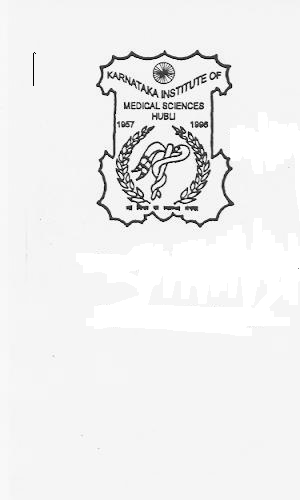 KARNATAKA INSTITUTE OF
MEDICAL SCIENCES
HUBLI
1957 1996